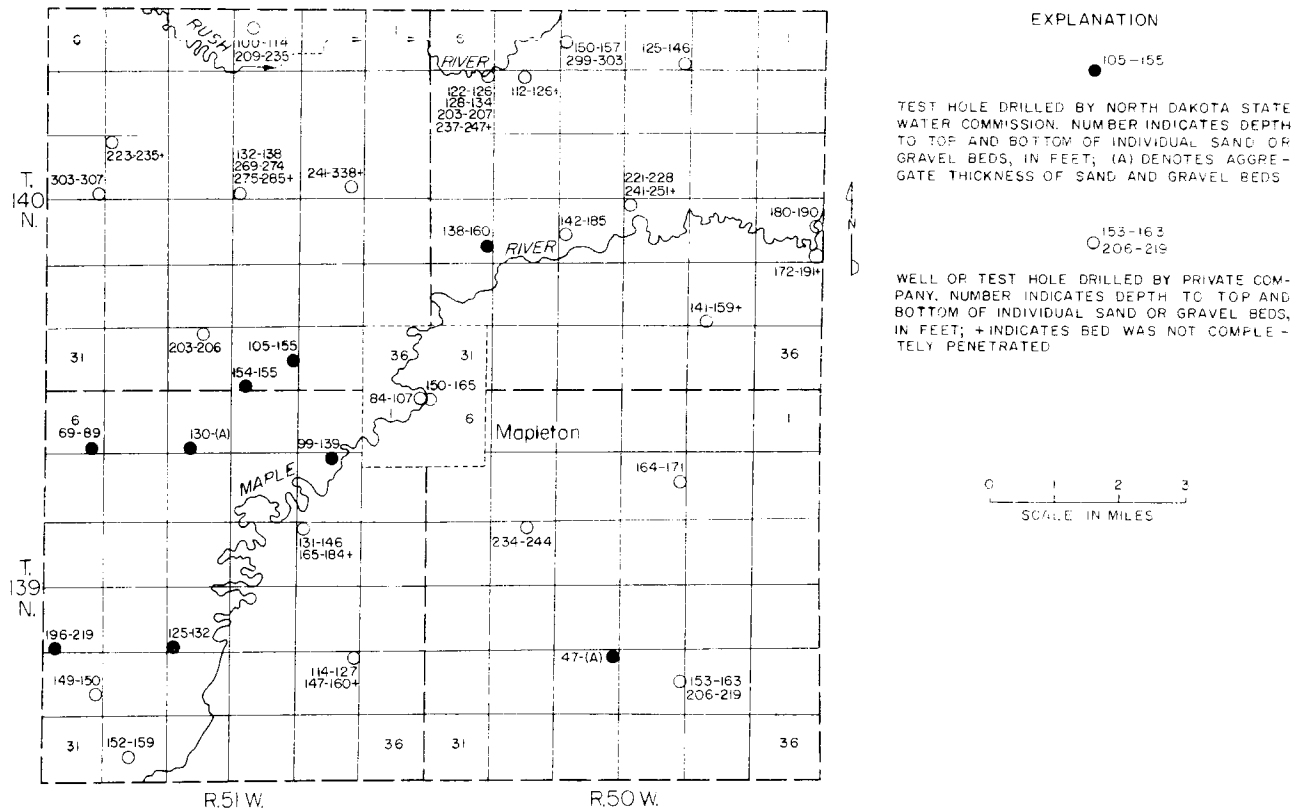 EXPLANATION
105-155
TEST HOLE DRILLED BY NORTH DAKOTA STATE
WATER COMMISSION. NUMBER INDICATES DEPTH
TO TOP AND BOTTOM OF INDIVIDUAL SAND OR
GRAVEL BEDS, IN FEET; (A) DENOTES AGGRE-
GATE THICKNESS OF SAND AND GRAVEL BEDS
153-163
206-219
WELL OR TEST HOLE DRILLED BY PRIVATE COM-
PANY. NUMBER INDICATES DEPTH TO TOP AND
BOTTOM OF INDIVIDUAL SAND OR GRAVEL BEDS,
IN FEET; + INDICATES BED WAS NOT COMPLE-
TELY PENETRATED
0 1 2 3
SCALE IN MILES
N
6
RUSH
100-114
209-235
1
6
RIVER
150-157
299-303
125-146
1
122-126
128-134
203-207
237-247+
112-126+
223-235+
132-138
269-274
275-285+
241-338+
303-307
T.
140
N.
221-228
241-251+
180-190
138-160
RIVER
142-185
172-191+
141-159+
31
203-206
105-155
36
31
36
154-155
84-107
150-165
6
69-89
130-(A)
99-139
1
6
Mapleton
1
MAPLE
164-171
131-146
165-184+
234-244
T.
139
N.
196-219
125-132
149-150
114-127
147-160+
47-(A)
153-163
206-219
31
152-159
36
31
36
R.51 W.
R.50 W.